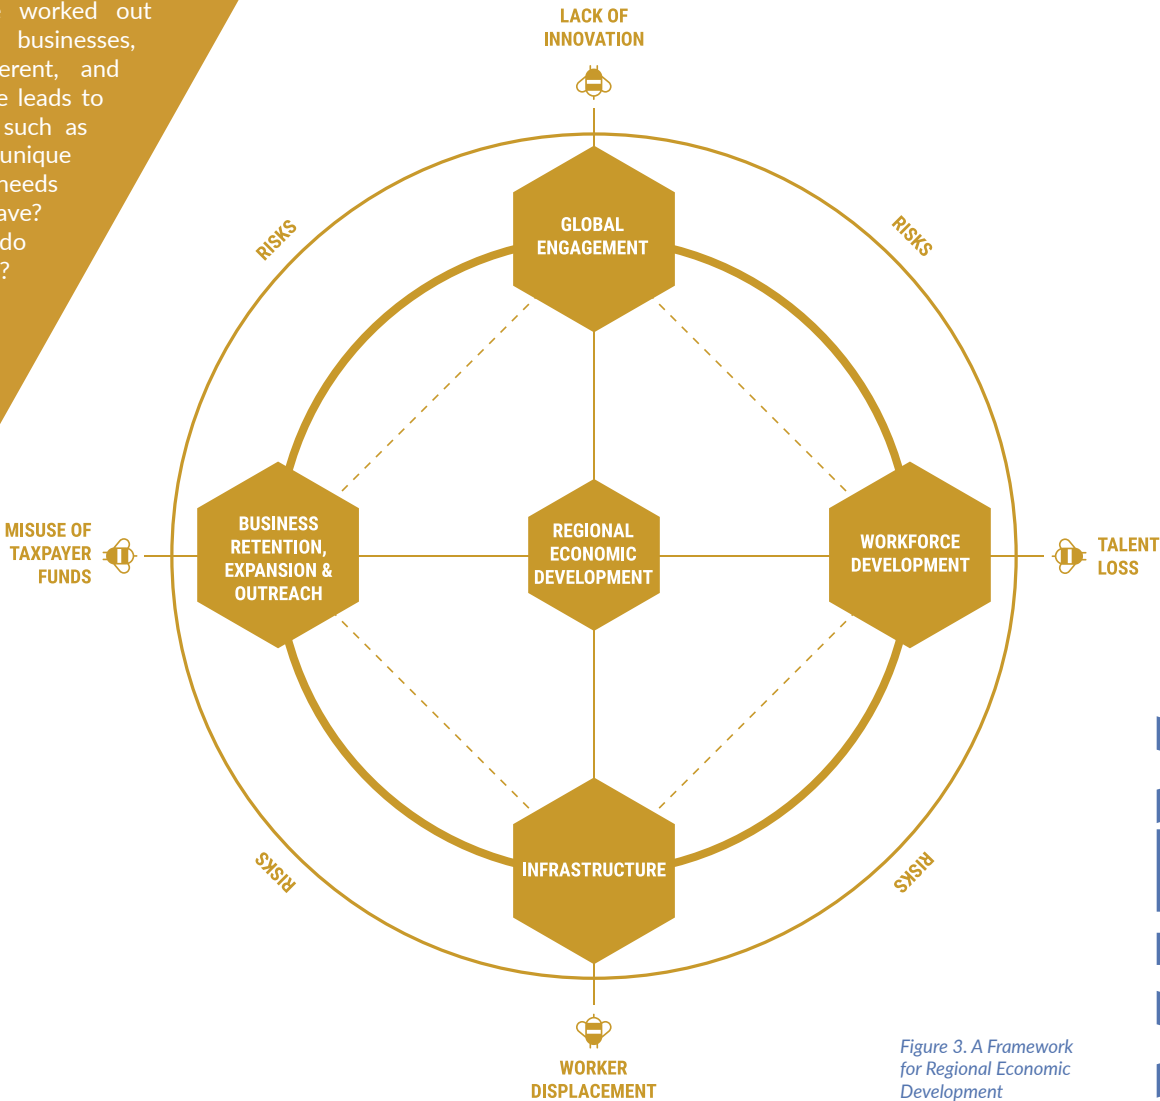 worked out
businesses,
and
leads to
such as
unique
needs
do
?
LACK OF
INNOVATION
RISKS
RISKS
GLOBAL
ENGAGEMENT
MISUSE OF
TAXPAYER
FUNDS
BUSINESS
RETENTION,
EXPANSION &
OUTREACH
REGIONAL
ECONOMIC
DEVELOPMENT
WORKFORCE
DEVELOPMENT
TALENT
LOSS
INFRASTRUCTURE
RISKS
RISKS
WORKER
DISPLACEMENT
Figure 3. A Framework
for Regional Economic
Development